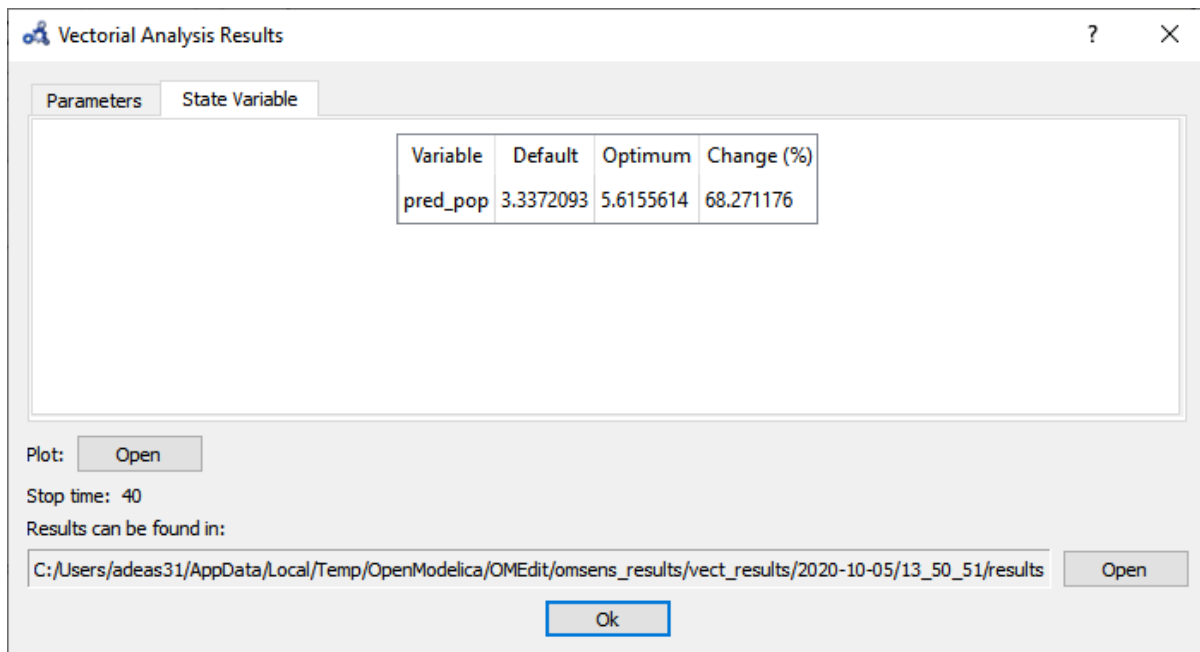 Vectorial Analysis Results ?
Parameters State Variable
Variable Default Optimum Change (%)
pred_pop 3.3372093 5.6155614 68.271176
Plot: Open
Stop time: 40
Results can be found in:
C:/Users/adeas31/AppData/Local/Temp/OpenModelica/OMEdit/omsens_results/vect_results/2020-10-05/13_50_51/results Open
Ok